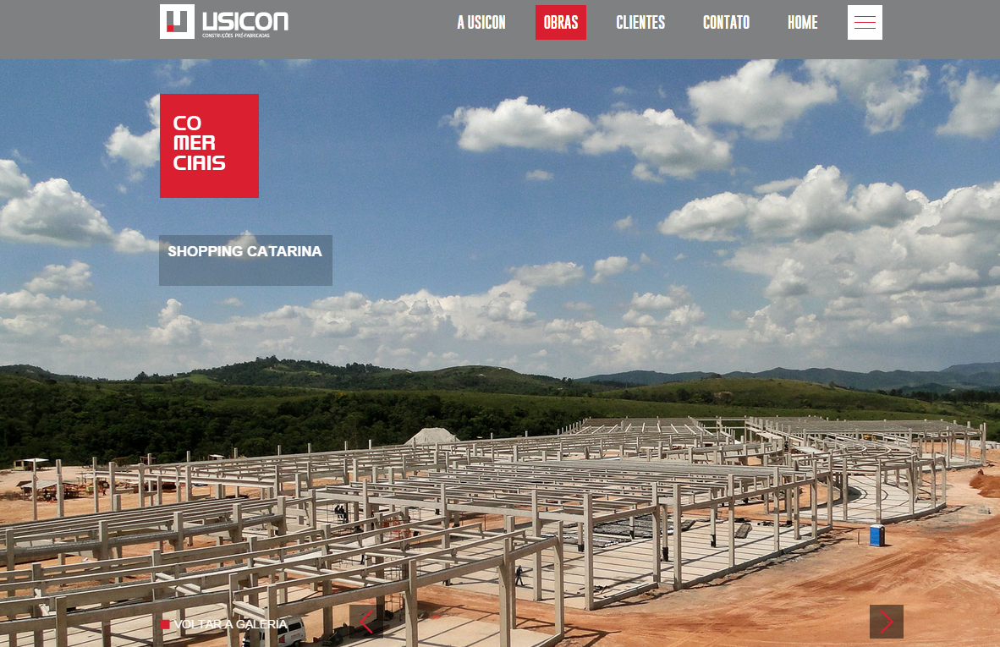 USICON
CONSTRUÇÕES PRÉ-FABRICADAS
A USICON
OBRAS
CLIENTES
CONTATO
HOME
CO
MER
CIAIS
SHOPPING CATARINA
VOLTAR A GALERIA